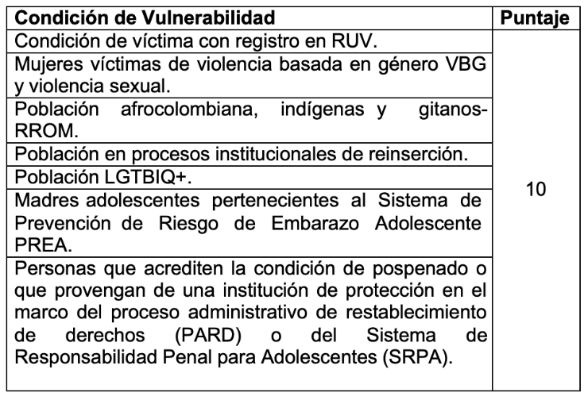 Condición de Vulnerabilidad Puntaje
Condición de víctima con registro en RUV.
Mujeres víctimas de violencia basada en género VBG
y violencia sexual.
Población afrocolombiana, indígenas y gitanos-
RROM.
Población en procesos institucionales de reinserción.
Población LGTBIQ+.
Madres adolescentes pertenecientes al Sistema de
Prevención de Riesgo de Embarazo Adolescente
PREA.
Personas que acrediten la condición de pospenado o
que provengan de una institución de protección en el
marco del proceso administrativo de restablecimiento
de derechos (PARD) o del Sistema de
Responsabilidad Penal para Adolescentes (SRPA).
10